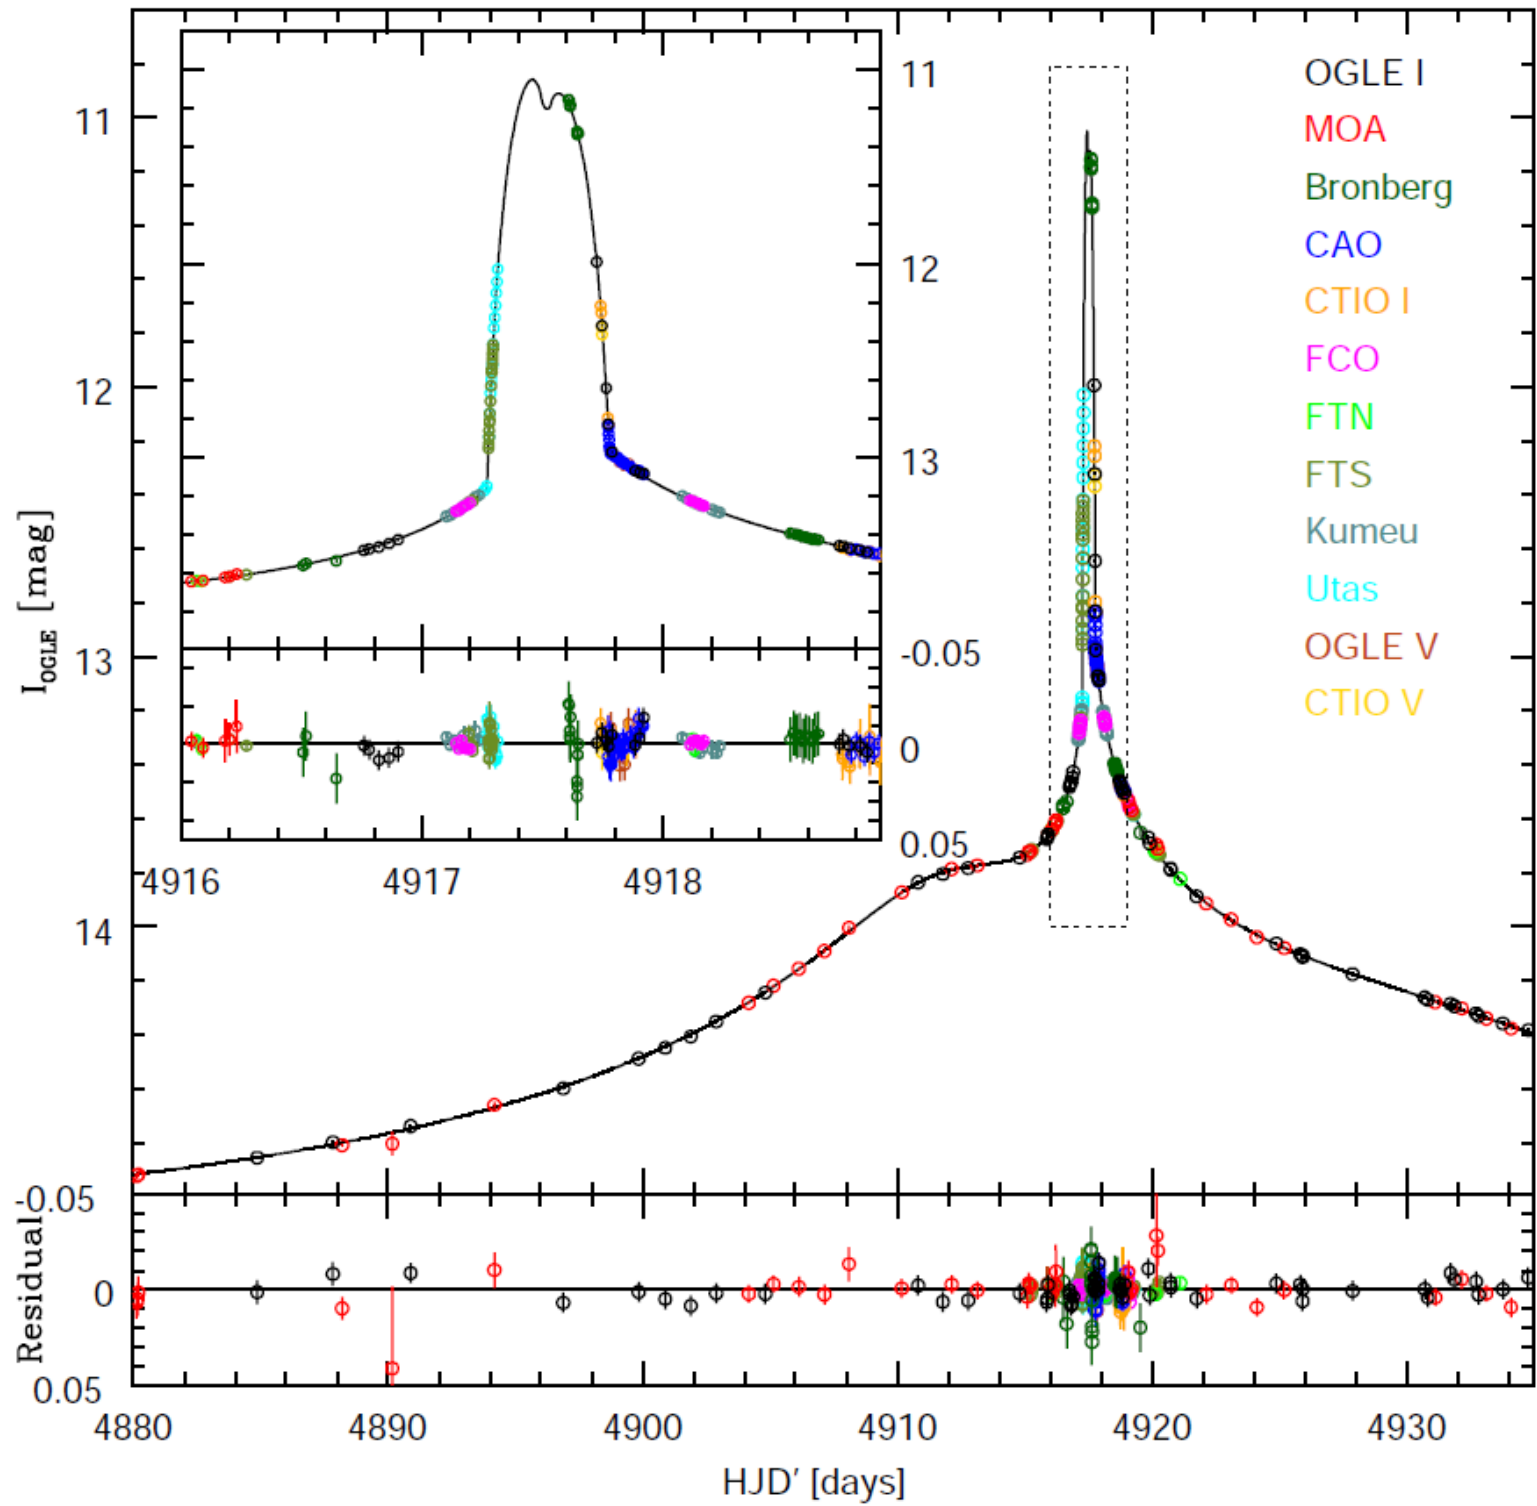 11
12
13
14
I_OGLE [mag]
11
12
13
-0.05
0
0.05
4916
4917
4918
OGLE I
MOA
Bronberg
CAO
CTIO I
FCO
FTN
FTS
Kumeu
Utas
OGLE V
CTIO V
-0.05
0
0.05
Residual
4880
4890
4900
4910
4920
4930
HJD′ [days]